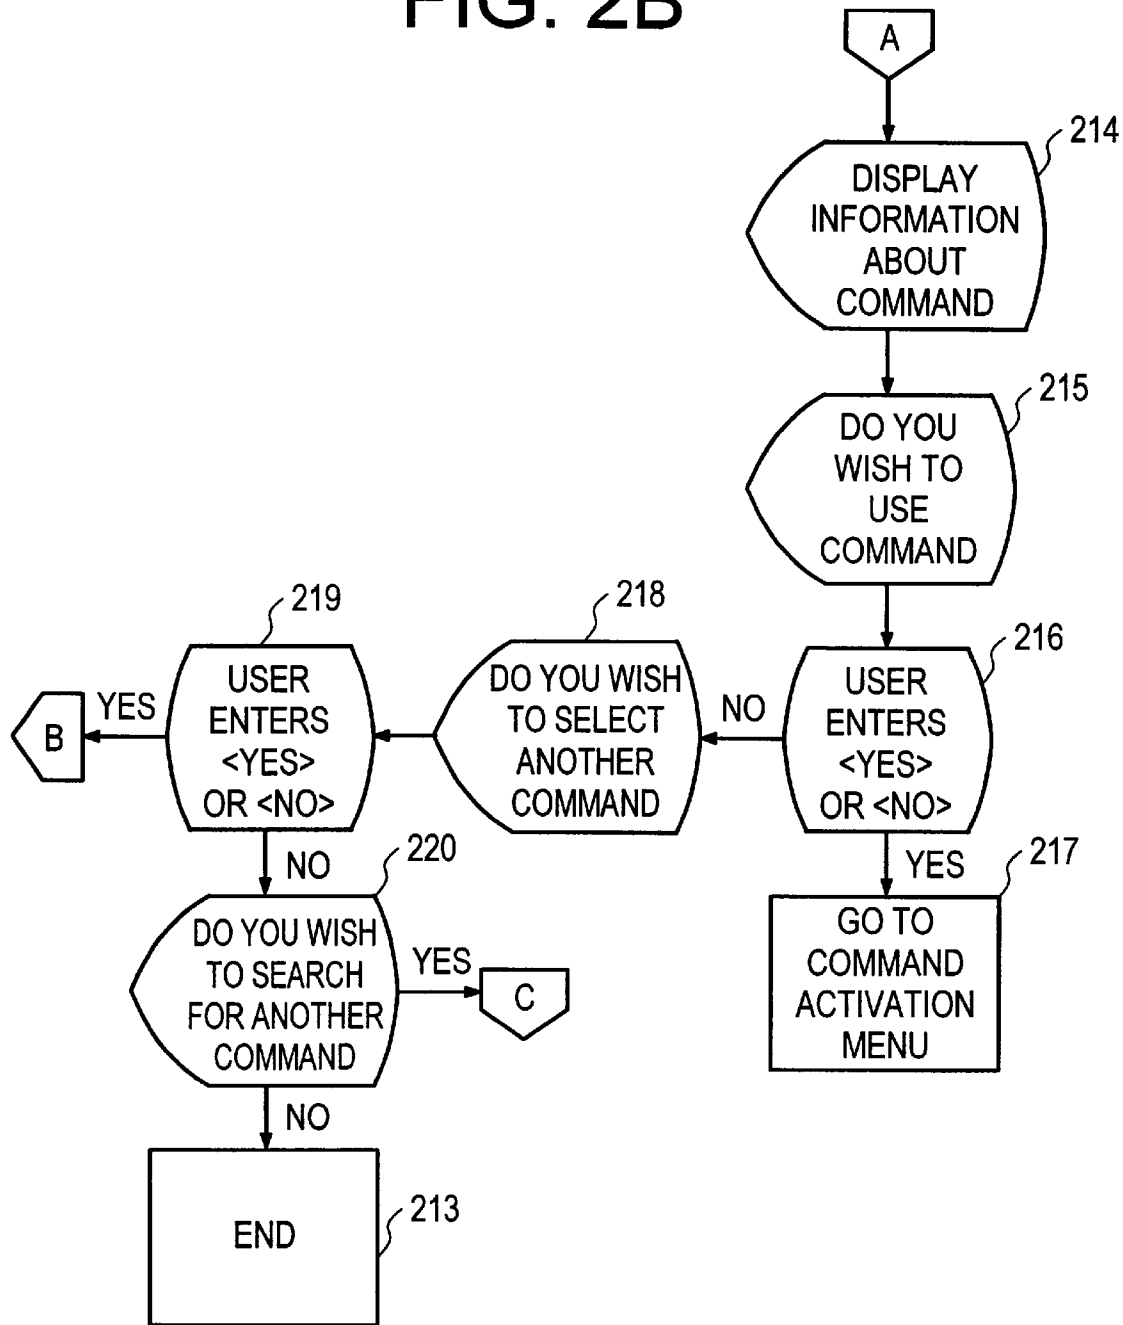 FIG. 2B
A
214
DISPLAY
INFORMATION
ABOUT
COMMAND
215
DO YOU
WISH TO
USE
COMMAND
216
USER
ENTERS
<YES>
OR <NO>
NO
YES
217
GO TO
COMMAND
ACTIVATION
MENU
218
DO YOU WISH
TO SELECT
ANOTHER
COMMAND
219
USER
ENTERS
<YES>
OR <NO>
YES
B
NO
220
DO YOU WISH
TO SEARCH
FOR ANOTHER
COMMAND
YES
C
NO
END
213